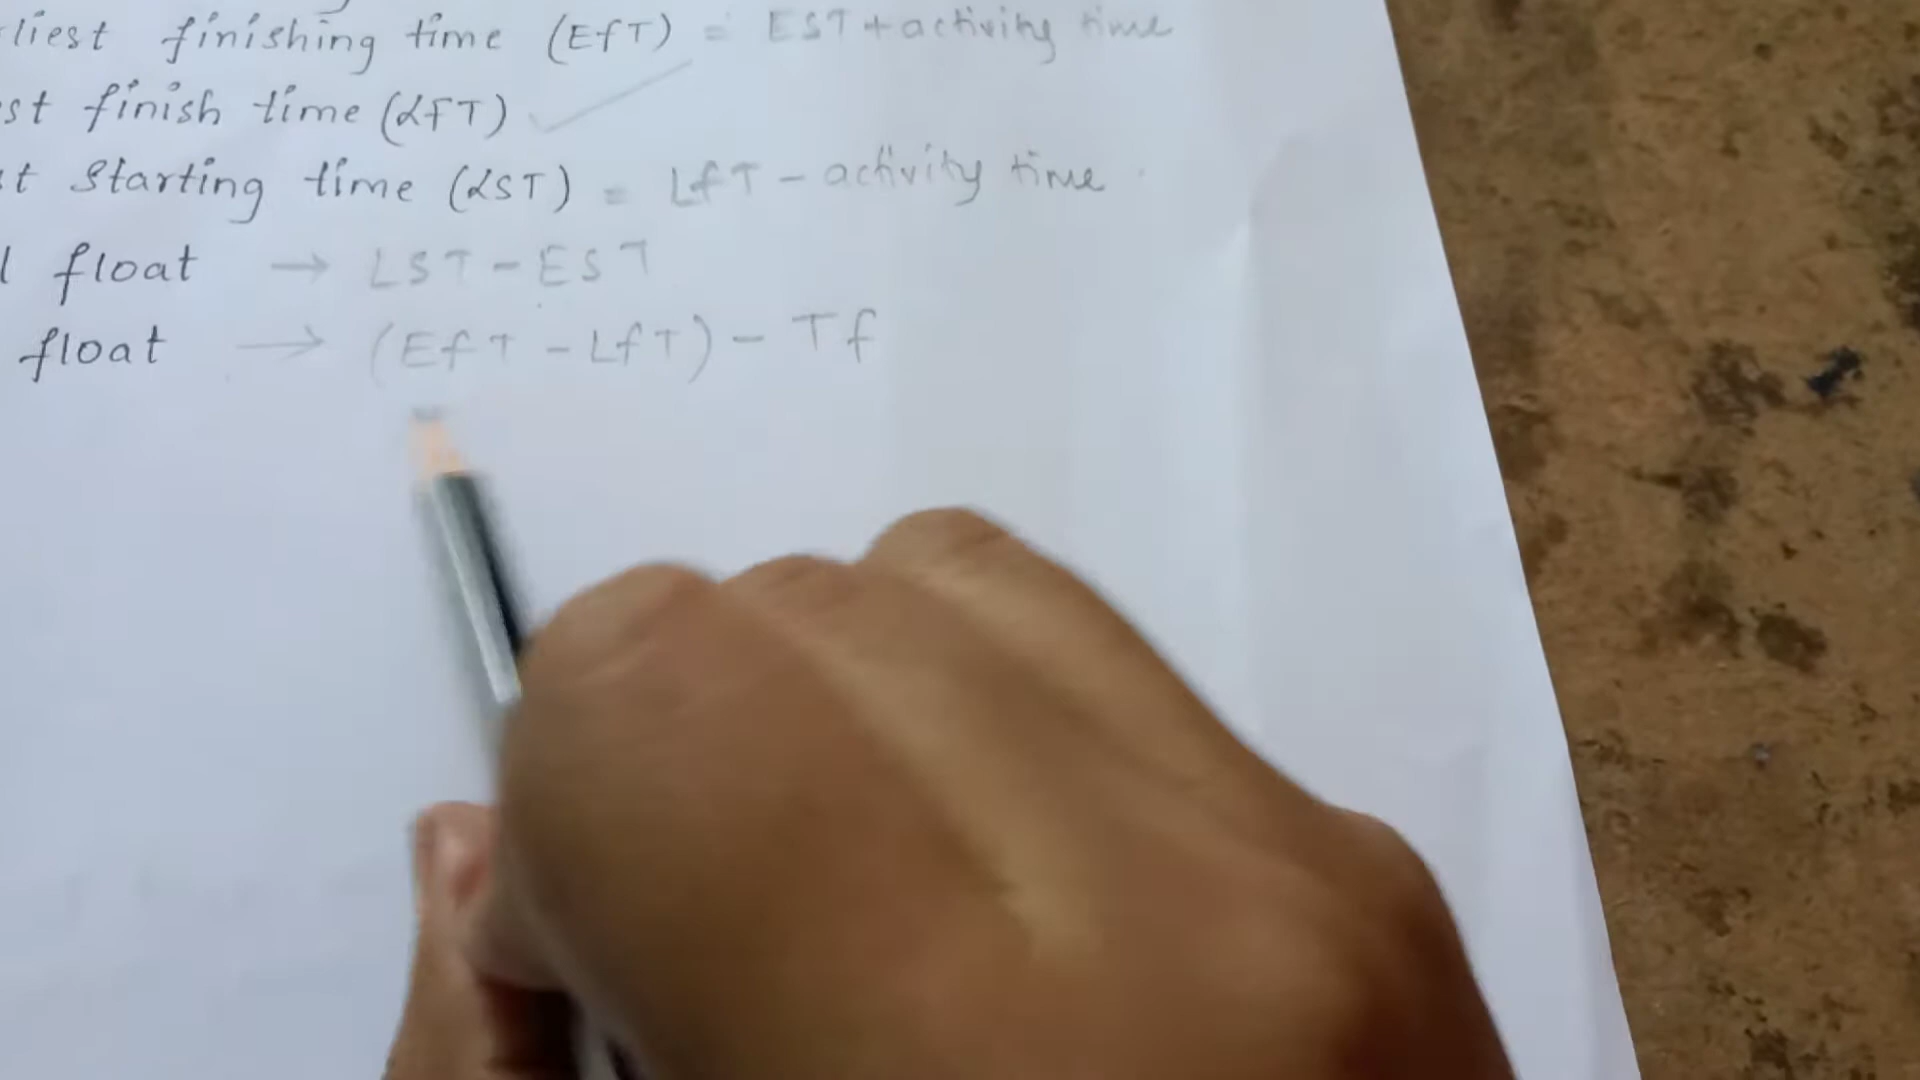 liest finishing time (EfT) = EST + activity time
st finish time (LFT)
t Starting time (LST) = LfT - activity time
l float → LST - EST
float → (EfT - LfT) - Tf